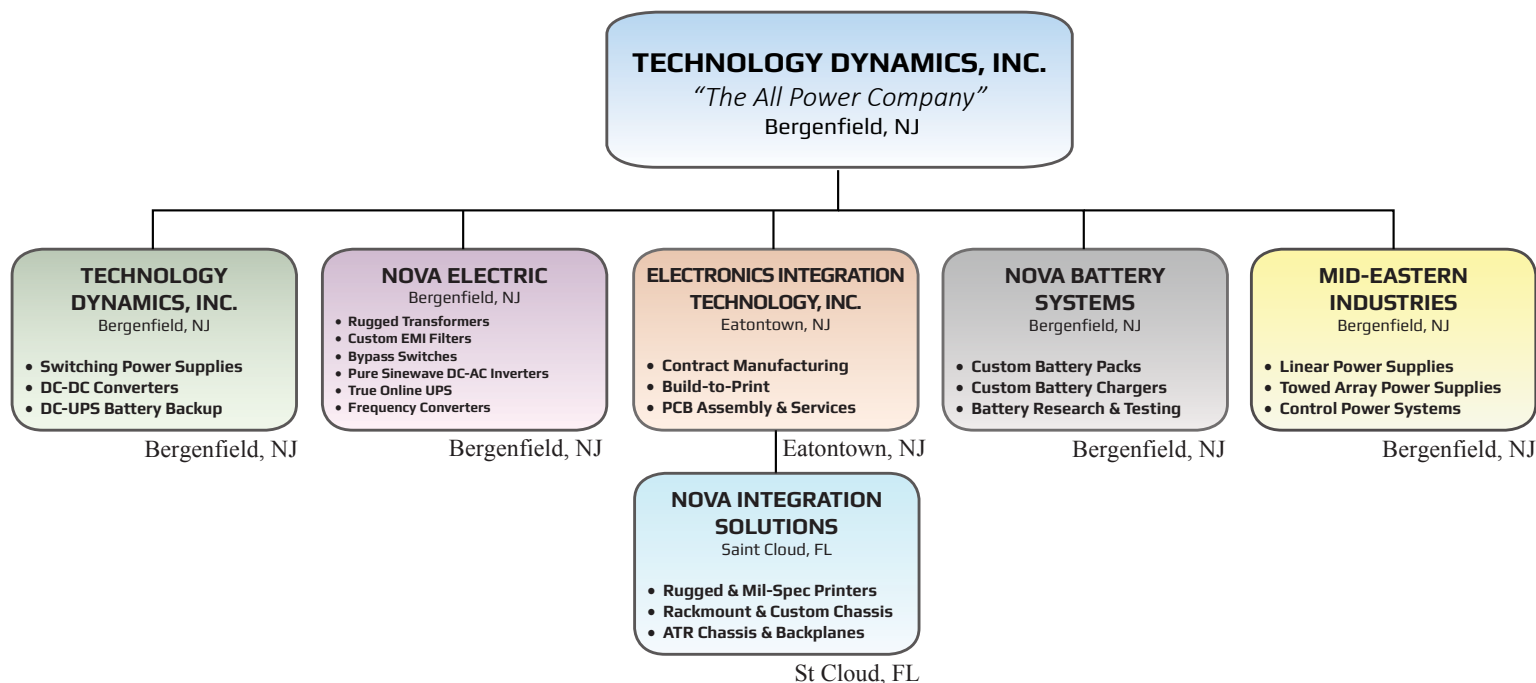 TECHNOLOGY DYNAMICS, INC.
“The All Power Company”
Bergenfield, NJ
TECHNOLOGY
DYNAMICS, INC.
Bergenfield, NJ
• Switching Power Supplies
• DC-DC Converters
• DC-UPS Battery Backup
Bergenfield, NJ
NOVA ELECTRIC
Bergenfield, NJ
• Rugged Transformers
• Custom EMI Filters
• Bypass Switches
• Pure Sinewave DC-AC Inverters
• True Online UPS
• Frequency Converters
Bergenfield, NJ
ELECTRONICS INTEGRATION
TECHNOLOGY, INC.
Eatontown, NJ
• Contract Manufacturing
• Build-to-Print
• PCB Assembly & Services
Eatontown, NJ
NOVA BATTERY
SYSTEMS
Bergenfield, NJ
• Custom Battery Packs
• Custom Battery Chargers
• Battery Research & Testing
Bergenfield, NJ
MID-EASTERN
INDUSTRIES
Bergenfield, NJ
• Linear Power Supplies
• Towed Array Power Supplies
• Control Power Systems
Bergenfield, NJ
NOVA INTEGRATION
SOLUTIONS
Saint Cloud, FL
• Rugged & Mil-Spec Printers
• Rackmount & Custom Chassis
• ATR Chassis & Backplanes
St Cloud, FL